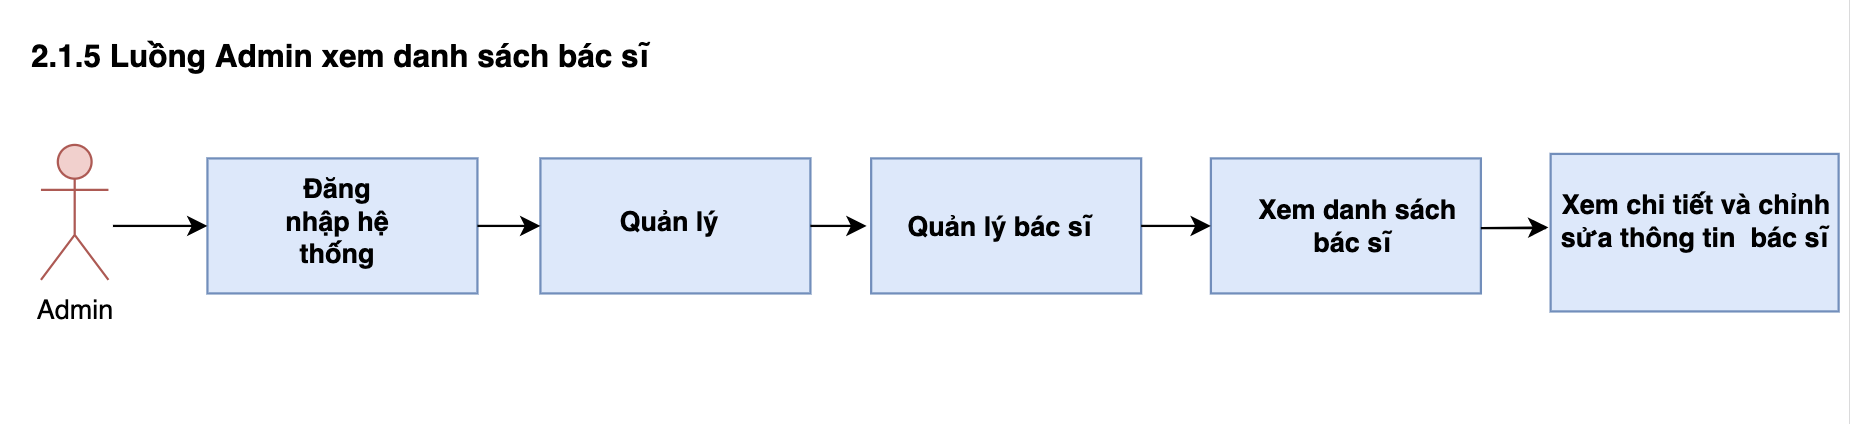 2.1.5 Luồng Admin xem danh sách bác sĩ
Admin
Đăng
nhập hệ
thống
Quản lý
Quản lý bác sĩ
Xem danh sách
bác sĩ
Xem chi tiết và chỉnh
sửa thông tin  bác sĩ